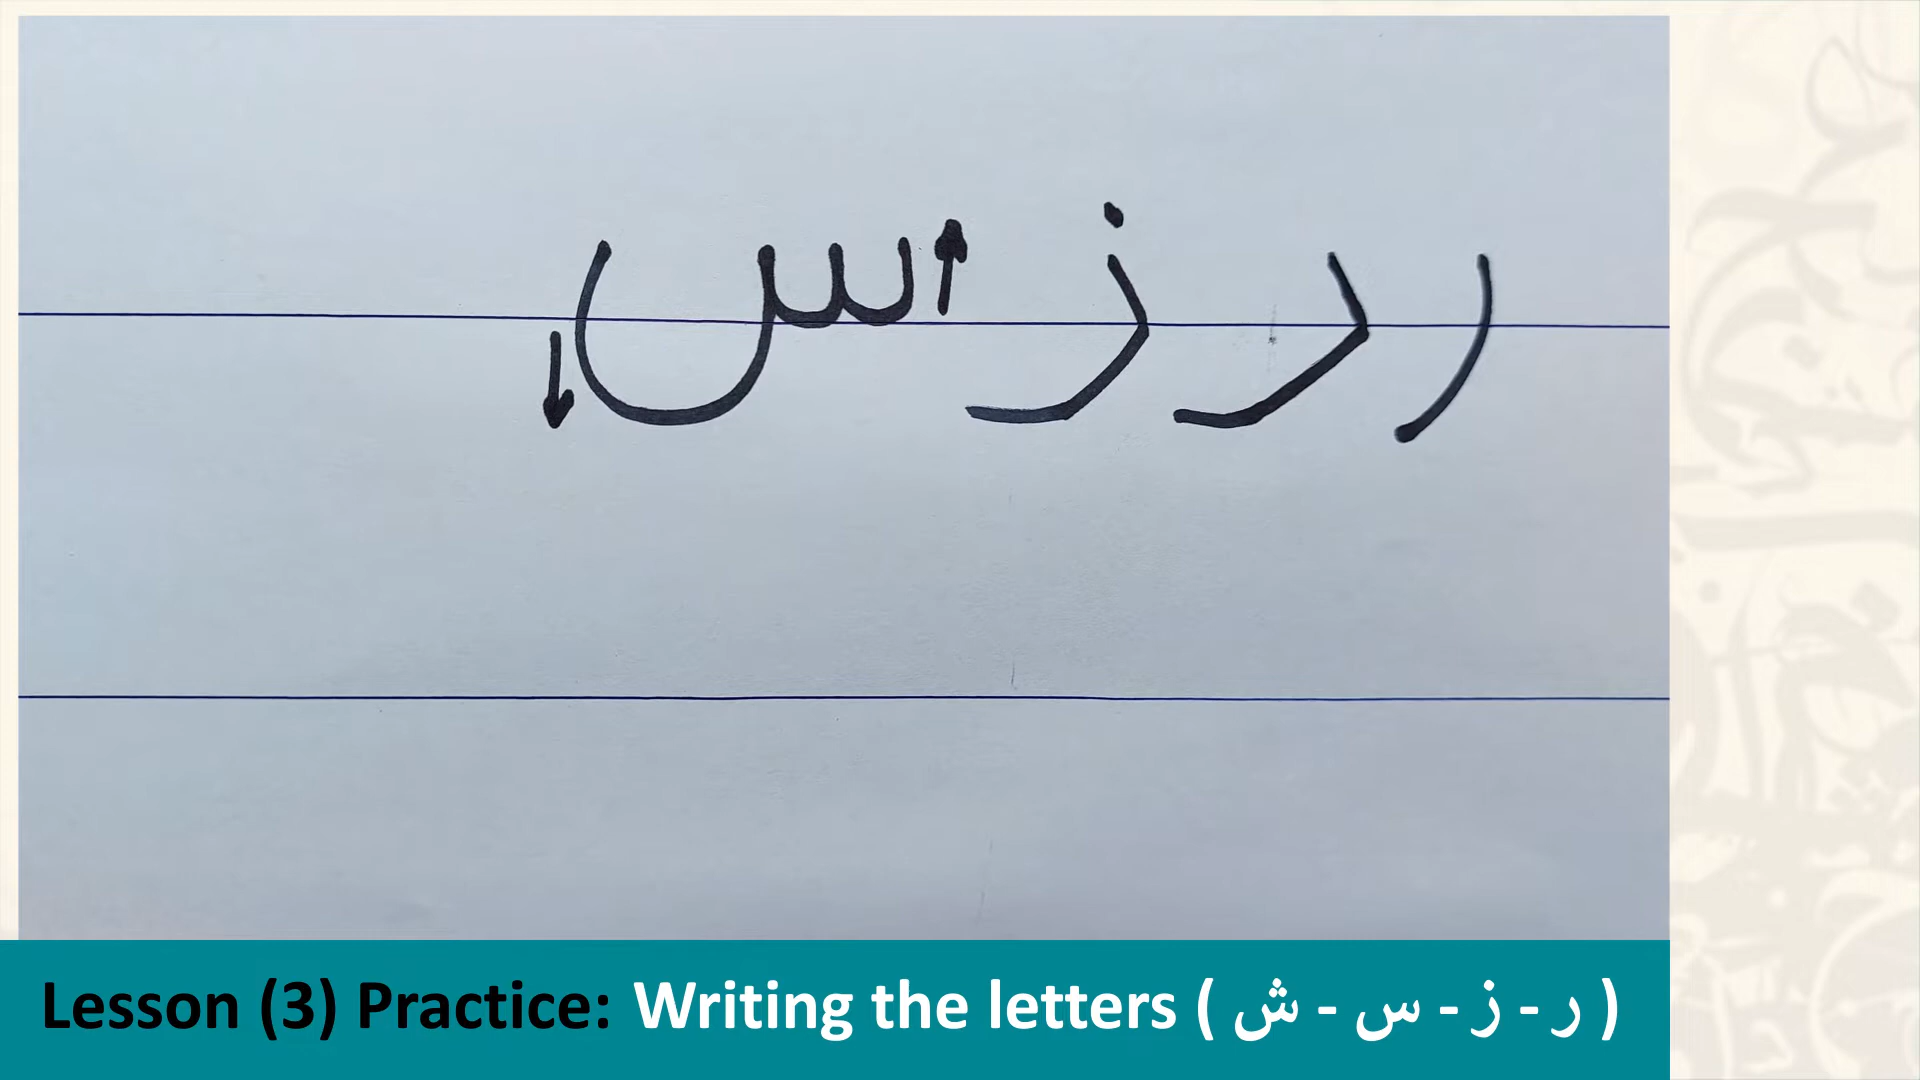 ر ر ز س
Lesson (3) Practice: Writing the letters ( ر - ز - س - ش )